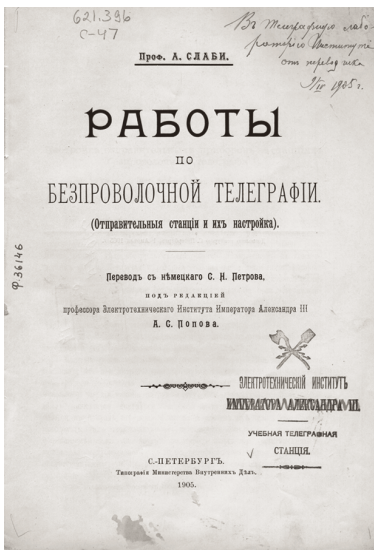 621.396
С-47
Въ Телеграфную лабо-
раторію Института
отъ переводчика
9/IV 1905 г.
Проф. А. СЛАБИ.
РАБОТЫ
ПО
БЕЗПРОВОЛОЧНОЙ ТЕЛЕГРАФІИ.
(Отправительныя станціи и ихъ настройка).
Переводъ съ нѣмецкаго С. Н. Петрова,
ПОДЪ РЕДАКЦІЕЙ
профессора Электротехническаго Института Императора Александра III
А. С. Попова.
Ф 36146
ЭЛЕКТРОТЕХНИЧЕСКІЙ ИНСТИТУТЪ
ИМПЕРАТОРА АЛЕКСАНДРА III.
УЧЕБНАЯ ТЕЛЕГРАФНАЯ
СТАНЦІЯ.
С.-ПЕТЕРБУРГЪ.
Типографія Министерства Внутреннихъ Дѣлъ.
1905.